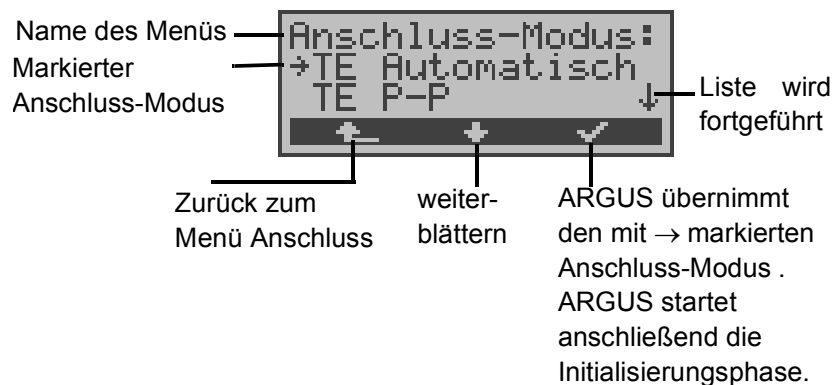 Name des Menüs
Markierter
Anschluss-Modus
Anschluss-Modus:
→TE Automatisch
TE P-P ↓
Liste wird
fortgeführt
Zurück zum
Menü Anschluss
weiter-
blättern
ARGUS übernimmt
den mit → markierten
Anschluss-Modus .
ARGUS startet
anschließend die
Initialisierungsphase.